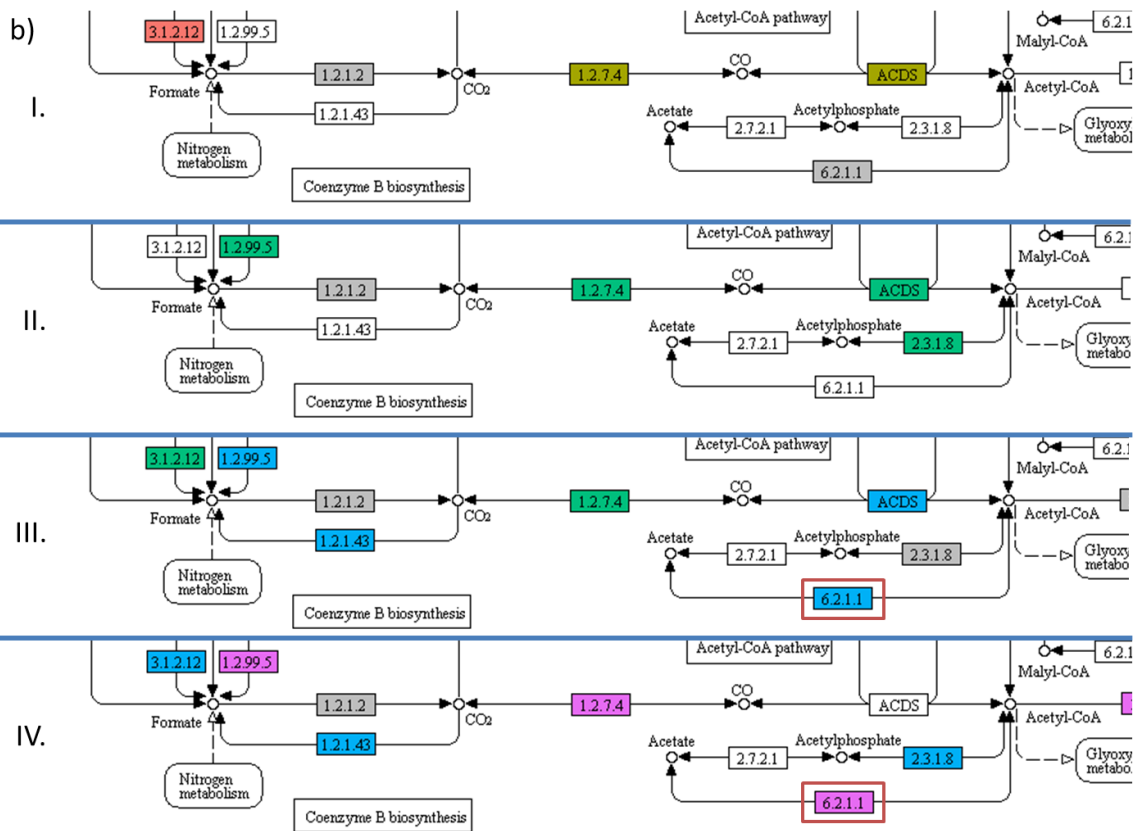 b)
Acetyl-CoA pathway
3.1.2.12
1.2.99.5
6.2.1
Malyl-CoA
CO
1.2.1.2
1.2.7.4
ACDS
Formate
CO2
Acetyl-CoA
1
I.
1.2.1.43
Acetate
Acetylphosphate
2.7.2.1
2.3.1.8
Glyoxy
metabol
Nitrogen
metabolism
6.2.1.1
Coenzyme B biosynthesis
Acetyl-CoA pathway
3.1.2.12
1.2.99.5
6.2.1
Malyl-CoA
CO
1.2.1.2
1.2.7.4
ACDS
Formate
CO2
Acetyl-CoA
II.
1.2.1.43
Acetate
Acetylphosphate
2.7.2.1
2.3.1.8
Glyoxy
metabo
Nitrogen
metabolism
6.2.1.1
Coenzyme B biosynthesis
Acetyl-CoA pathway
3.1.2.12
1.2.99.5
6.2.1
Malyl-CoA
CO
1.2.1.2
1.2.7.4
ACDS
Formate
CO2
Acetyl-CoA
III.
1.2.1.43
Acetate
Acetylphosphate
2.7.2.1
2.3.1.8
Glyoxy
metabo
Nitrogen
metabolism
6.2.1.1
Coenzyme B biosynthesis
Acetyl-CoA pathway
3.1.2.12
1.2.99.5
6.2.1
Malyl-CoA
CO
1.2.1.2
1.2.7.4
ACDS
Formate
CO2
Acetyl-CoA
IV.
1.2.1.43
Acetate
Acetylphosphate
2.7.2.1
2.3.1.8
Glyoxy
metabo
Nitrogen
metabolism
6.2.1.1
Coenzyme B biosynthesis